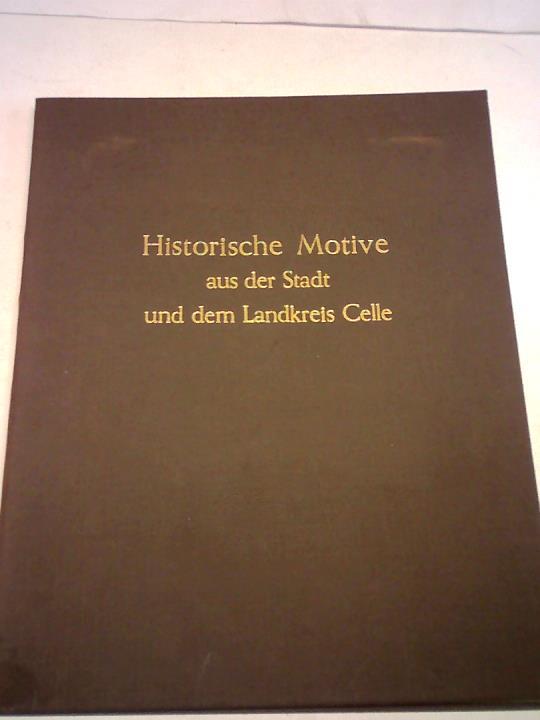 Historische Motive
aus der Stadt
und dem Landkreis Celle